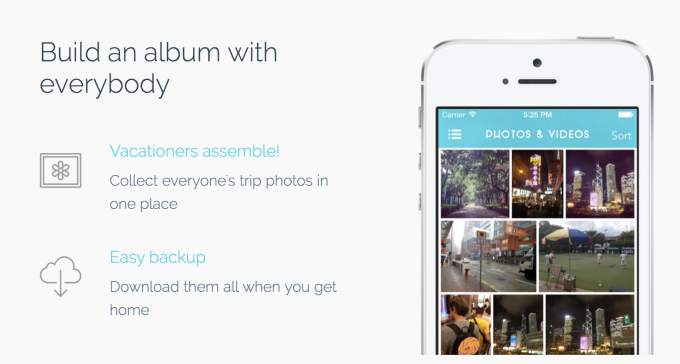 Build an album with
everybody
Vacationers assemble!
Collect everyone's trip photos in
one place
Easy backup
Download them all when you get
home
Carrier 5:25 PM
PHOTOS & VIDEOS Sort